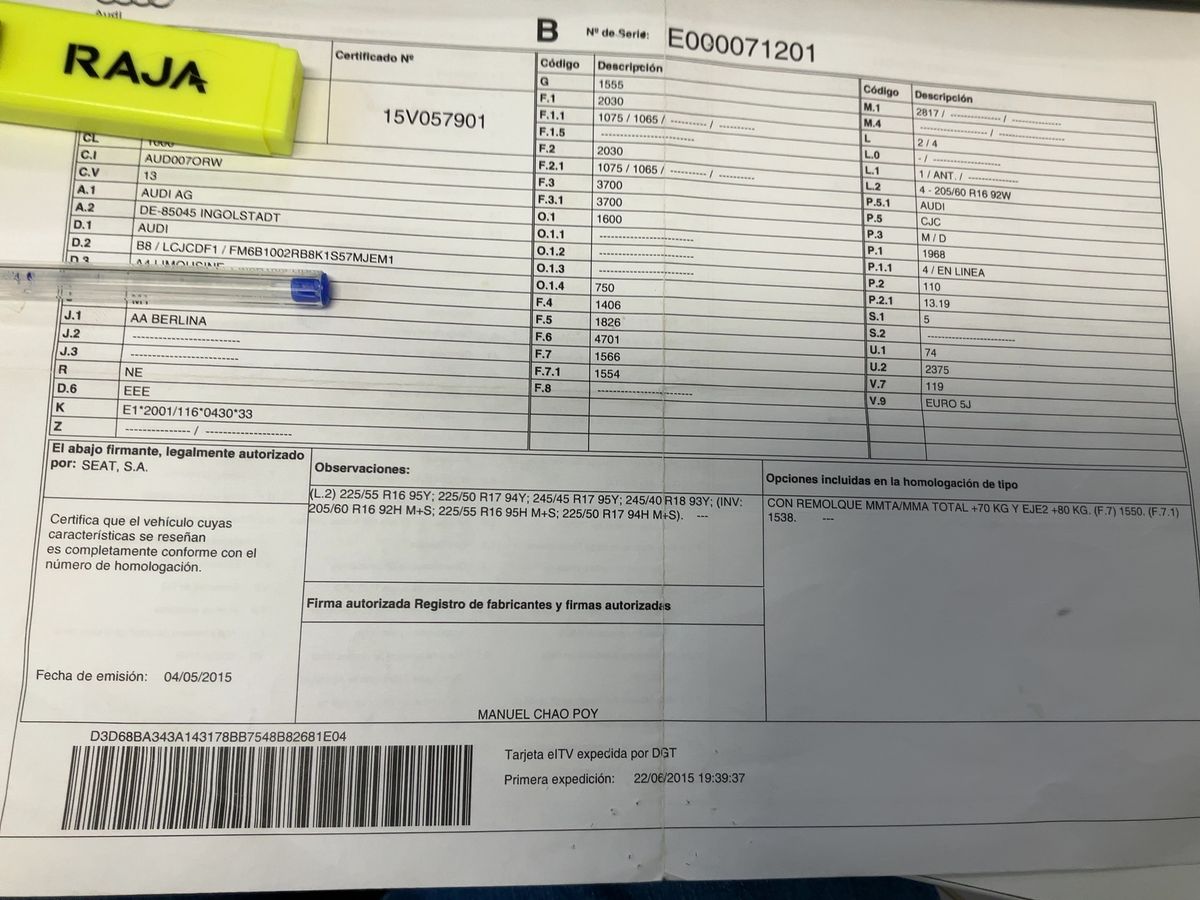 Audi
RAJA
B Nº de Serie: E000071201
Certificado Nº
15V057901
CL 1000
C.I AUD007ORW
C.V 13
A.1 AUDI AG
A.2 DE-85045 INGOLSTADT
D.1 AUDI
D.2 B8 / LCJCDF1 / FM6B1002RB8K1S57MJEM1
D.3 A4 LIMOUSINE
M1
J.1 AA BERLINA
J.2 -------------------------
J.3 -------------------------
R NE
D.6 EEE
K E1*2001/116*0430*33
Z --------------- / --------------------
Código Descripción
G 1555
F.1 2030
F.1.1 1075 / 1065 / --------- / ---------
F.1.5 -----------------------
F.2 2030
F.2.1 1075 / 1065 / --------- / ---------
F.3 3700
F.3.1 3700
O.1 1600
O.1.1 -----------------------
O.1.2 -----------------------
O.1.3 -----------------------
O.1.4 750
F.4 1406
F.5 1826
F.6 4701
F.7 1566
F.7.1 1554
F.8 -----------------------
Código Descripción
M.1 2817 / ------------- / -------------
M.4 ---------------- / ----------------
L 2 / 4
L.0 - / ----------------
L.1 1 / ANT. / -------------
L.2 4 - 205/60 R16 92W
P.5.1 AUDI
P.5 CJC
P.3 M / D
P.1 1968
P.1.1 4 / EN LINEA
P.2 110
P.2.1 13.19
S.1 5
S.2 ----------------------
U.1 74
U.2 2375
V.7 119
V.9 EURO 5J
El abajo firmante, legalmente autorizado
por: SEAT, S.A.
Certifica que el vehículo cuyas
características se reseñan
es completamente conforme con el
número de homologación.
Fecha de emisión: 04/05/2015
Observaciones:
(L.2) 225/55 R16 95Y; 225/50 R17 94Y; 245/45 R17 95Y; 245/40 R18 93Y; (INV:
205/60 R16 92H M+S; 225/55 R16 95H M+S; 225/50 R17 94H M+S). ---
Firma autorizada Registro de fabricantes y firmas autorizadas
MANUEL CHAO POY
Opciones incluidas en la homologación de tipo
CON REMOLQUE MMTA/MMA TOTAL +70 KG Y EJE2 +80 KG. (F.7) 1550. (F.7.1)
1538. ---
D3D68BA343A143178BB7548B82681E04
Tarjeta eITV expedida por DGT
Primera expedición: 22/06/2015 19:39:37